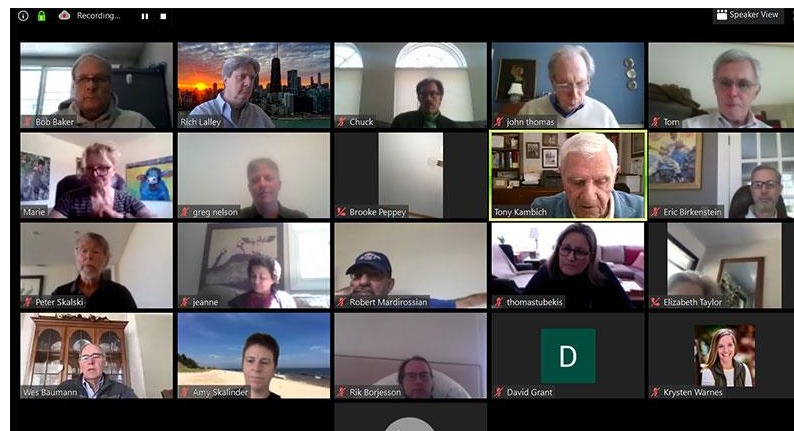 Recording...
Speaker View
Bob Baker
Rich Lalley
Chuck
john thomas
Tom
Marie
greg nelson
Brooke Peppey
Tony Kambich
Eric Birkenstein
Peter Skalski
jeanne
Robert Mardirossian
thomastubekis
Elizabeth Taylor
Wes Baumann
Amy Skalinder
Rik Borjesson
D
David Grant
Krysten Warnes